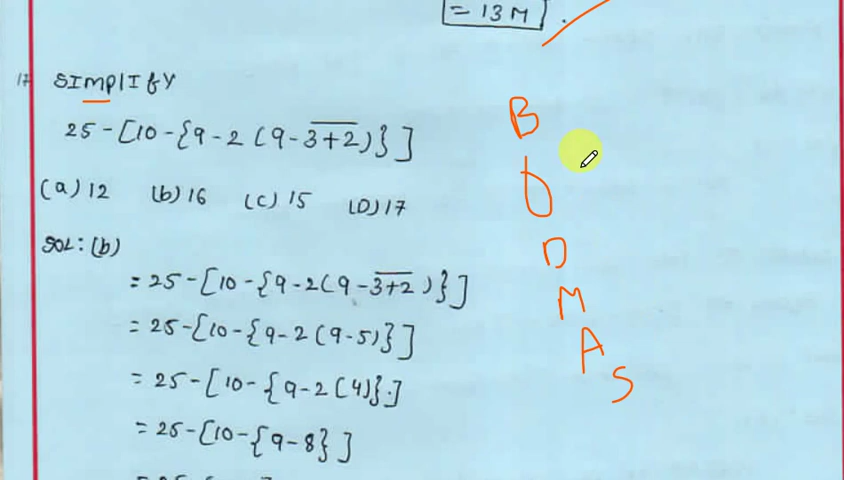 = 13 M .
17 SIMPLIFY
25 - [10 - {9 - 2 (9 - 3̅+̅2̅)}]
(a) 12 (b) 16 (C) 15 (D) 17
SOL: (b)
= 25 - [10 - {9 - 2(9 - 3̅+̅2̅)}]
= 25 - [10 - {9 - 2 (9 - 5)}]
= 25 - [10 - {9 - 2 (4)}.]
= 25 - [10 - {9 - 8}]
B
O
D
M
A
S